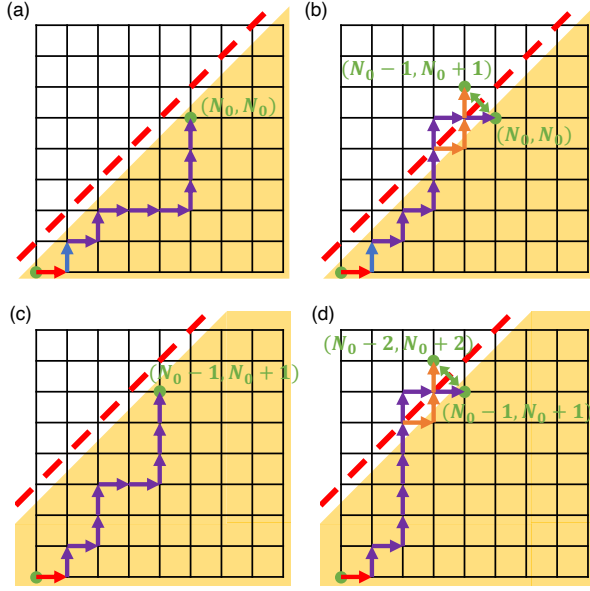 (a)
(N₀, N₀)
(b)
(N₀ − 1, N₀ + 1)
(N₀, N₀)
(c)
(N₀ − 1, N₀ + 1)
(d)
(N₀ − 2, N₀ + 2)
(N₀ − 1, N₀ + 1)